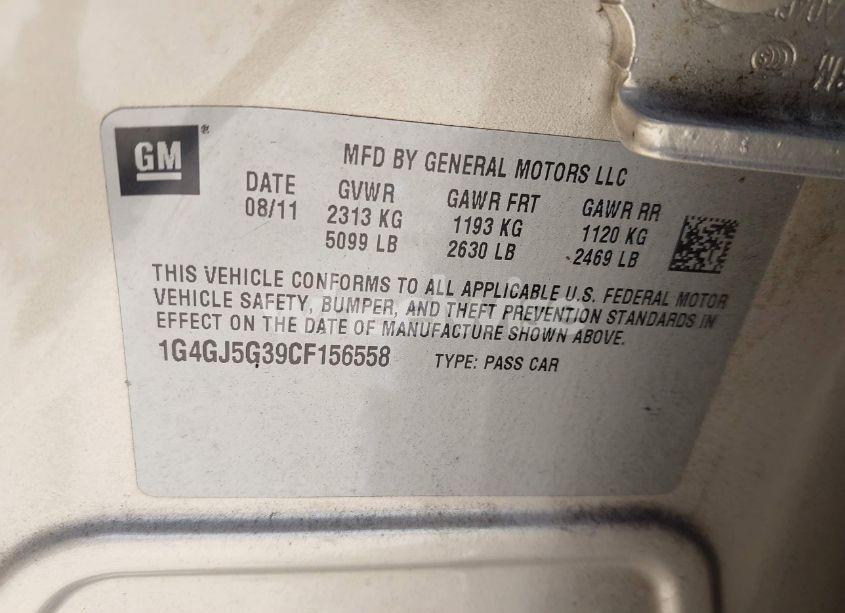 GM
MFD BY GENERAL MOTORS LLC
DATE GVWR GAWR FRT GAWR RR
08/11 2313 KG 1193 KG 1120 KG
5099 LB 2630 LB 2469 LB
THIS VEHICLE CONFORMS TO ALL APPLICABLE U.S. FEDERAL MOTOR
VEHICLE SAFETY, BUMPER, AND THEFT PREVENTION STANDARDS IN
EFFECT ON THE DATE OF MANUFACTURE SHOWN ABOVE.
1G4GJ5G39CF156558 TYPE: PASS CAR